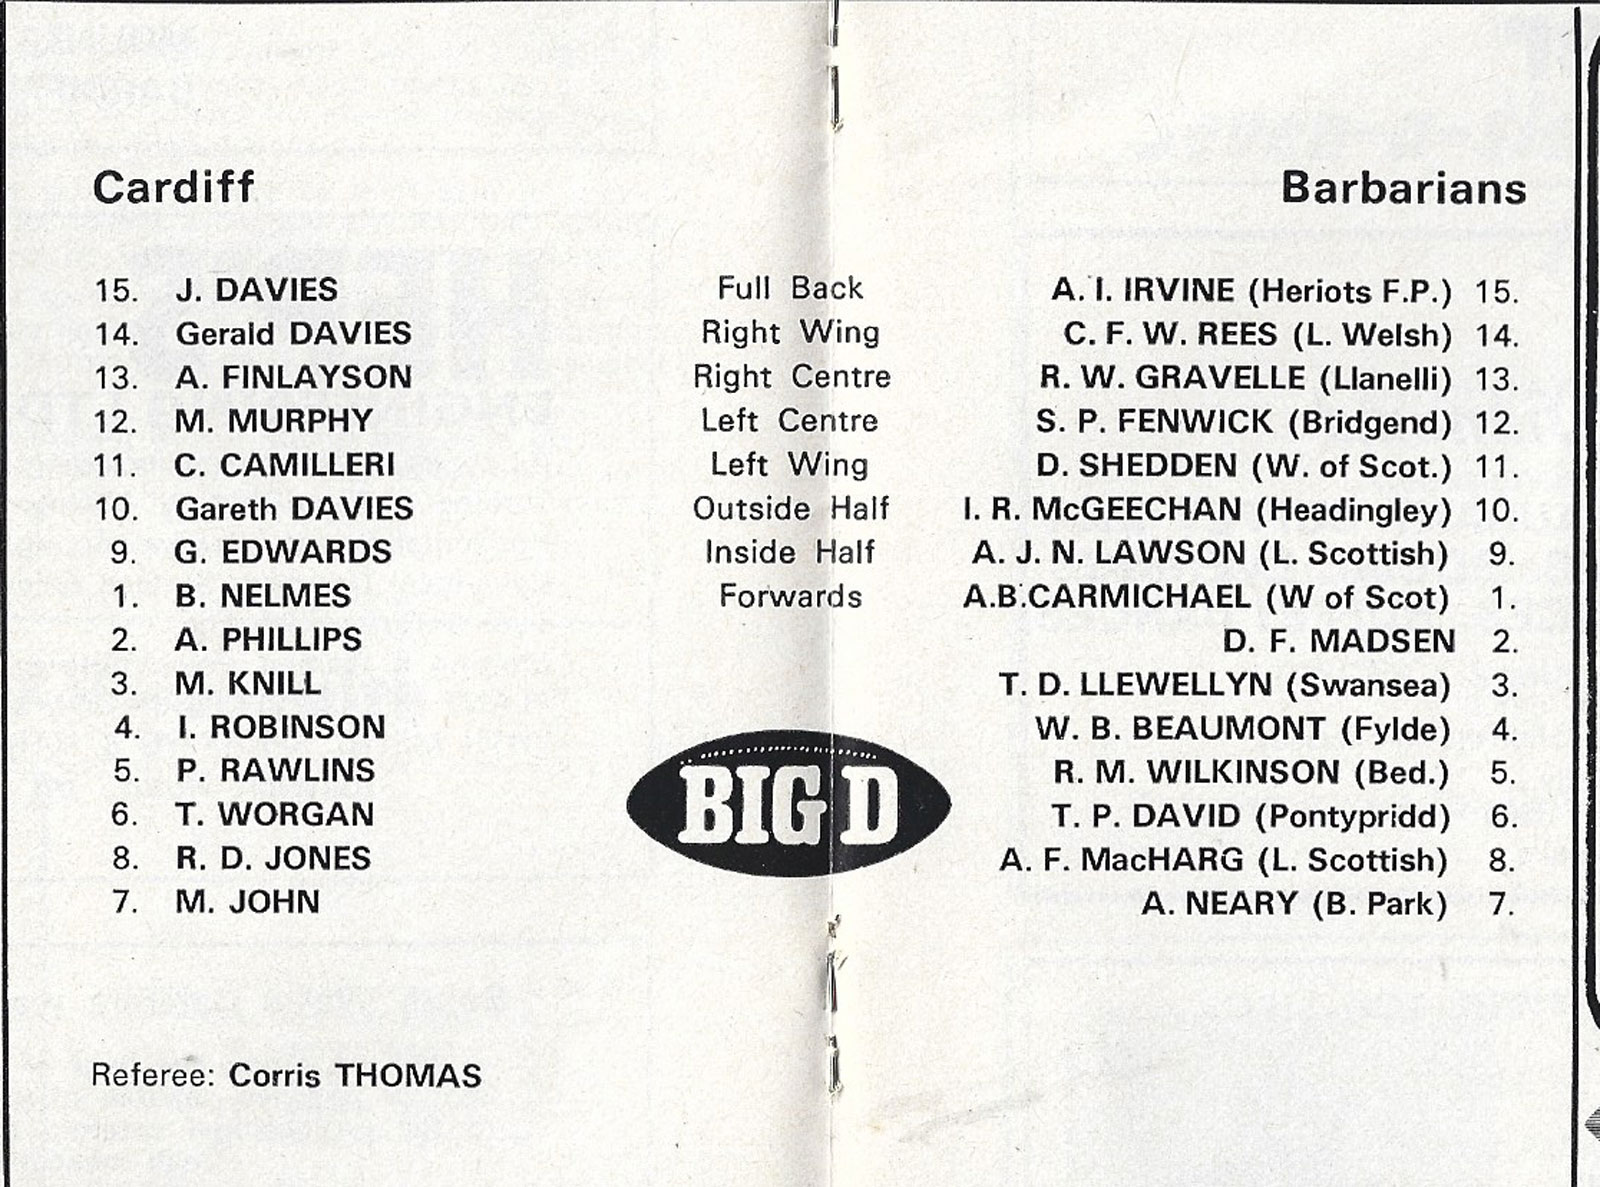 Cardiff Barbarians
15. J. DAVIES Full Back A. I. IRVINE (Heriots F.P.) 15.
14. Gerald DAVIES Right Wing C. F. W. REES (L. Welsh) 14.
13. A. FINLAYSON Right Centre R. W. GRAVELLE (Llanelli) 13.
12. M. MURPHY Left Centre S. P. FENWICK (Bridgend) 12.
11. C. CAMILLERI Left Wing D. SHEDDEN (W. of Scot.) 11.
10. Gareth DAVIES Outside Half I. R. McGEECHAN (Headingley) 10.
9. G. EDWARDS Inside Half A. J. N. LAWSON (L. Scottish) 9.
1. B. NELMES Forwards A.B.CARMICHAEL (W of Scot) 1.
2. A. PHILLIPS D. F. MADSEN 2.
3. M. KNILL T. D. LLEWELLYN (Swansea) 3.
4. I. ROBINSON W. B. BEAUMONT (Fylde) 4.
5. P. RAWLINS R. M. WILKINSON (Bed.) 5.
6. T. WORGAN T. P. DAVID (Pontypridd) 6.
8. R. D. JONES A. F. MacHARG (L. Scottish) 8.
7. M. JOHN A. NEARY (B. Park) 7.
BIG D
Referee: Corris THOMAS